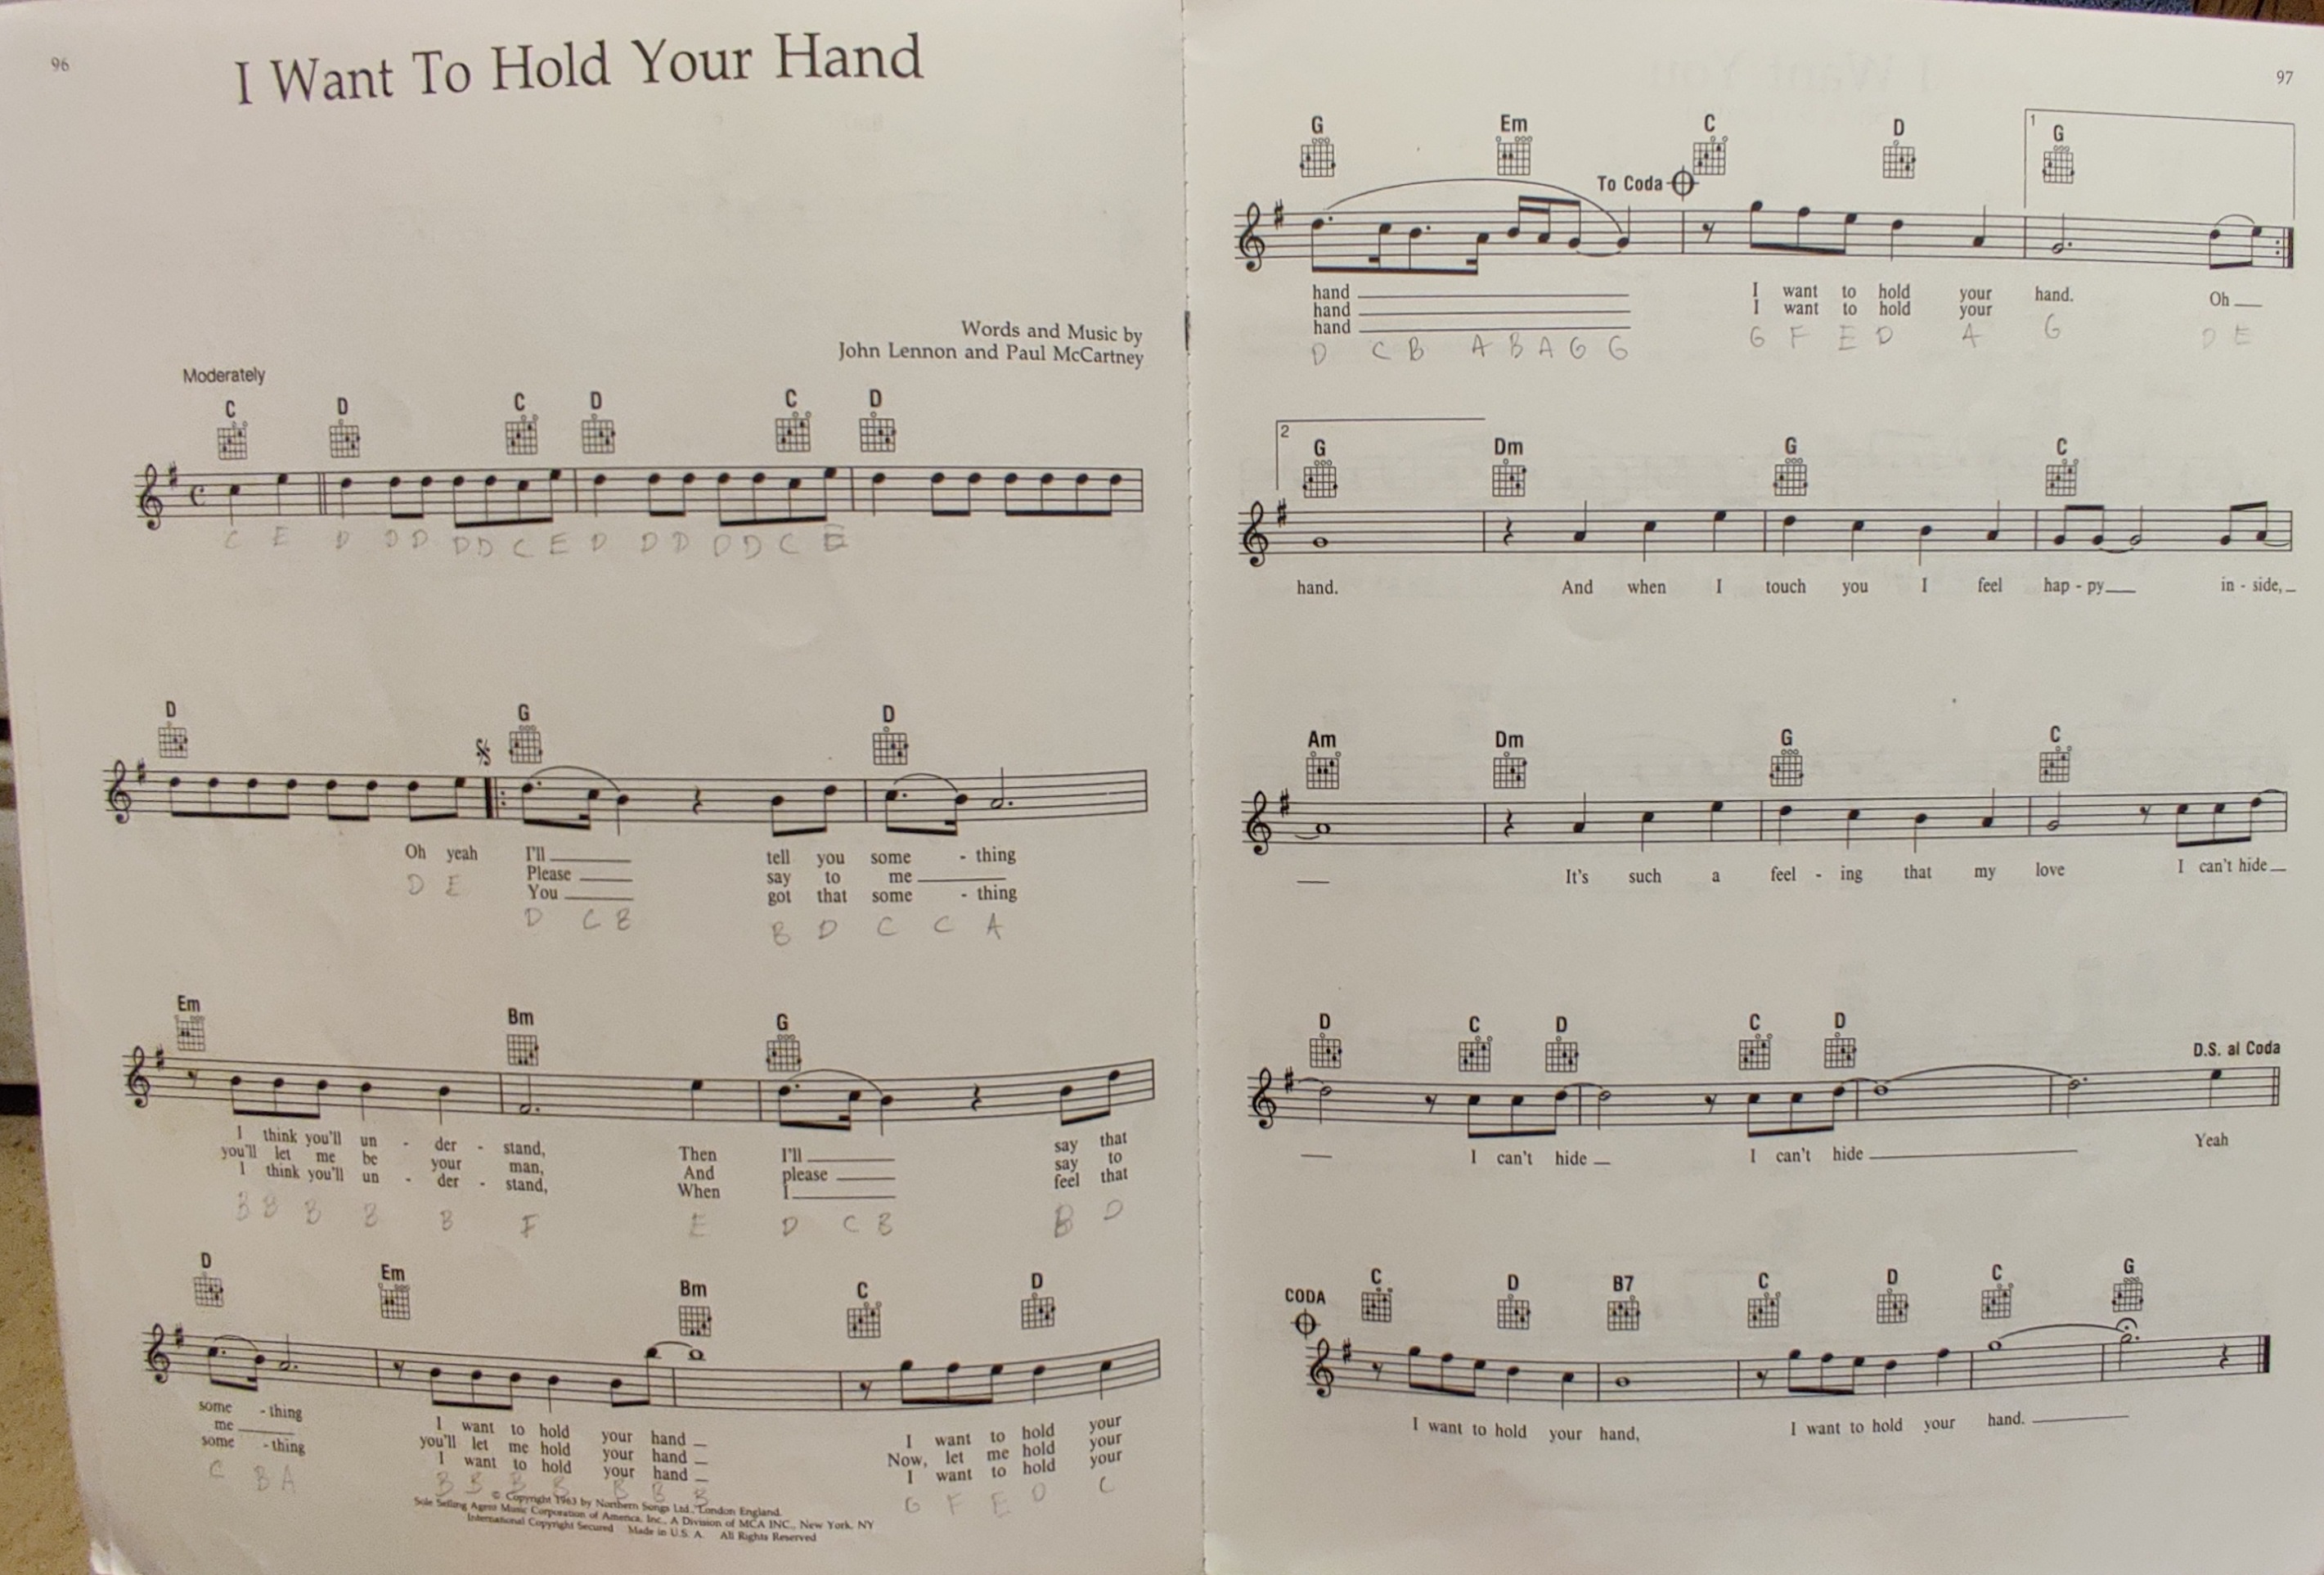 96
I Want To Hold Your Hand
Words and Music by
John Lennon and Paul McCartney
Moderately
C D C D C D
C E D D D D D C E D D D D D C E
D G D
Oh yeah I'll tell you some - thing
Please say to me
You got that some - thing
D E D C B B D C C A
Em Bm G
I think you'll un - der - stand, Then I'll say that
you'll let me be your man, And please say to
I think you'll un - der - stand, When I feel that
B B B B B F E D C B B D
D Em Bm C D
some - thing I want to hold your hand I want to hold your
me you'll let me hold your hand Now, let me hold your
some - thing I want to hold your hand I want to hold your
C B A B B B B B B B G F E D C
© Copyright 1963 by Northern Songs Ltd., London England.
Sole Selling Agent Music Corporation of America, Inc., A Division of MCA INC., New York, NY
International Copyright Secured Made in U.S. A. All Rights Reserved
97
G Em C D 1 G
To Coda
hand I want to hold your hand. Oh
hand I want to hold your
hand
D C B A B A G G G F E D A G D E
2 G Dm G C
hand. And when I touch you I feel hap - py in - side,
Am Dm G C
It's such a feel - ing that my love I can't hide
D C D C D
D.S. al Coda
I can't hide I can't hide Yeah
CODA C D B7 C D C G
I want to hold your hand, I want to hold your hand.